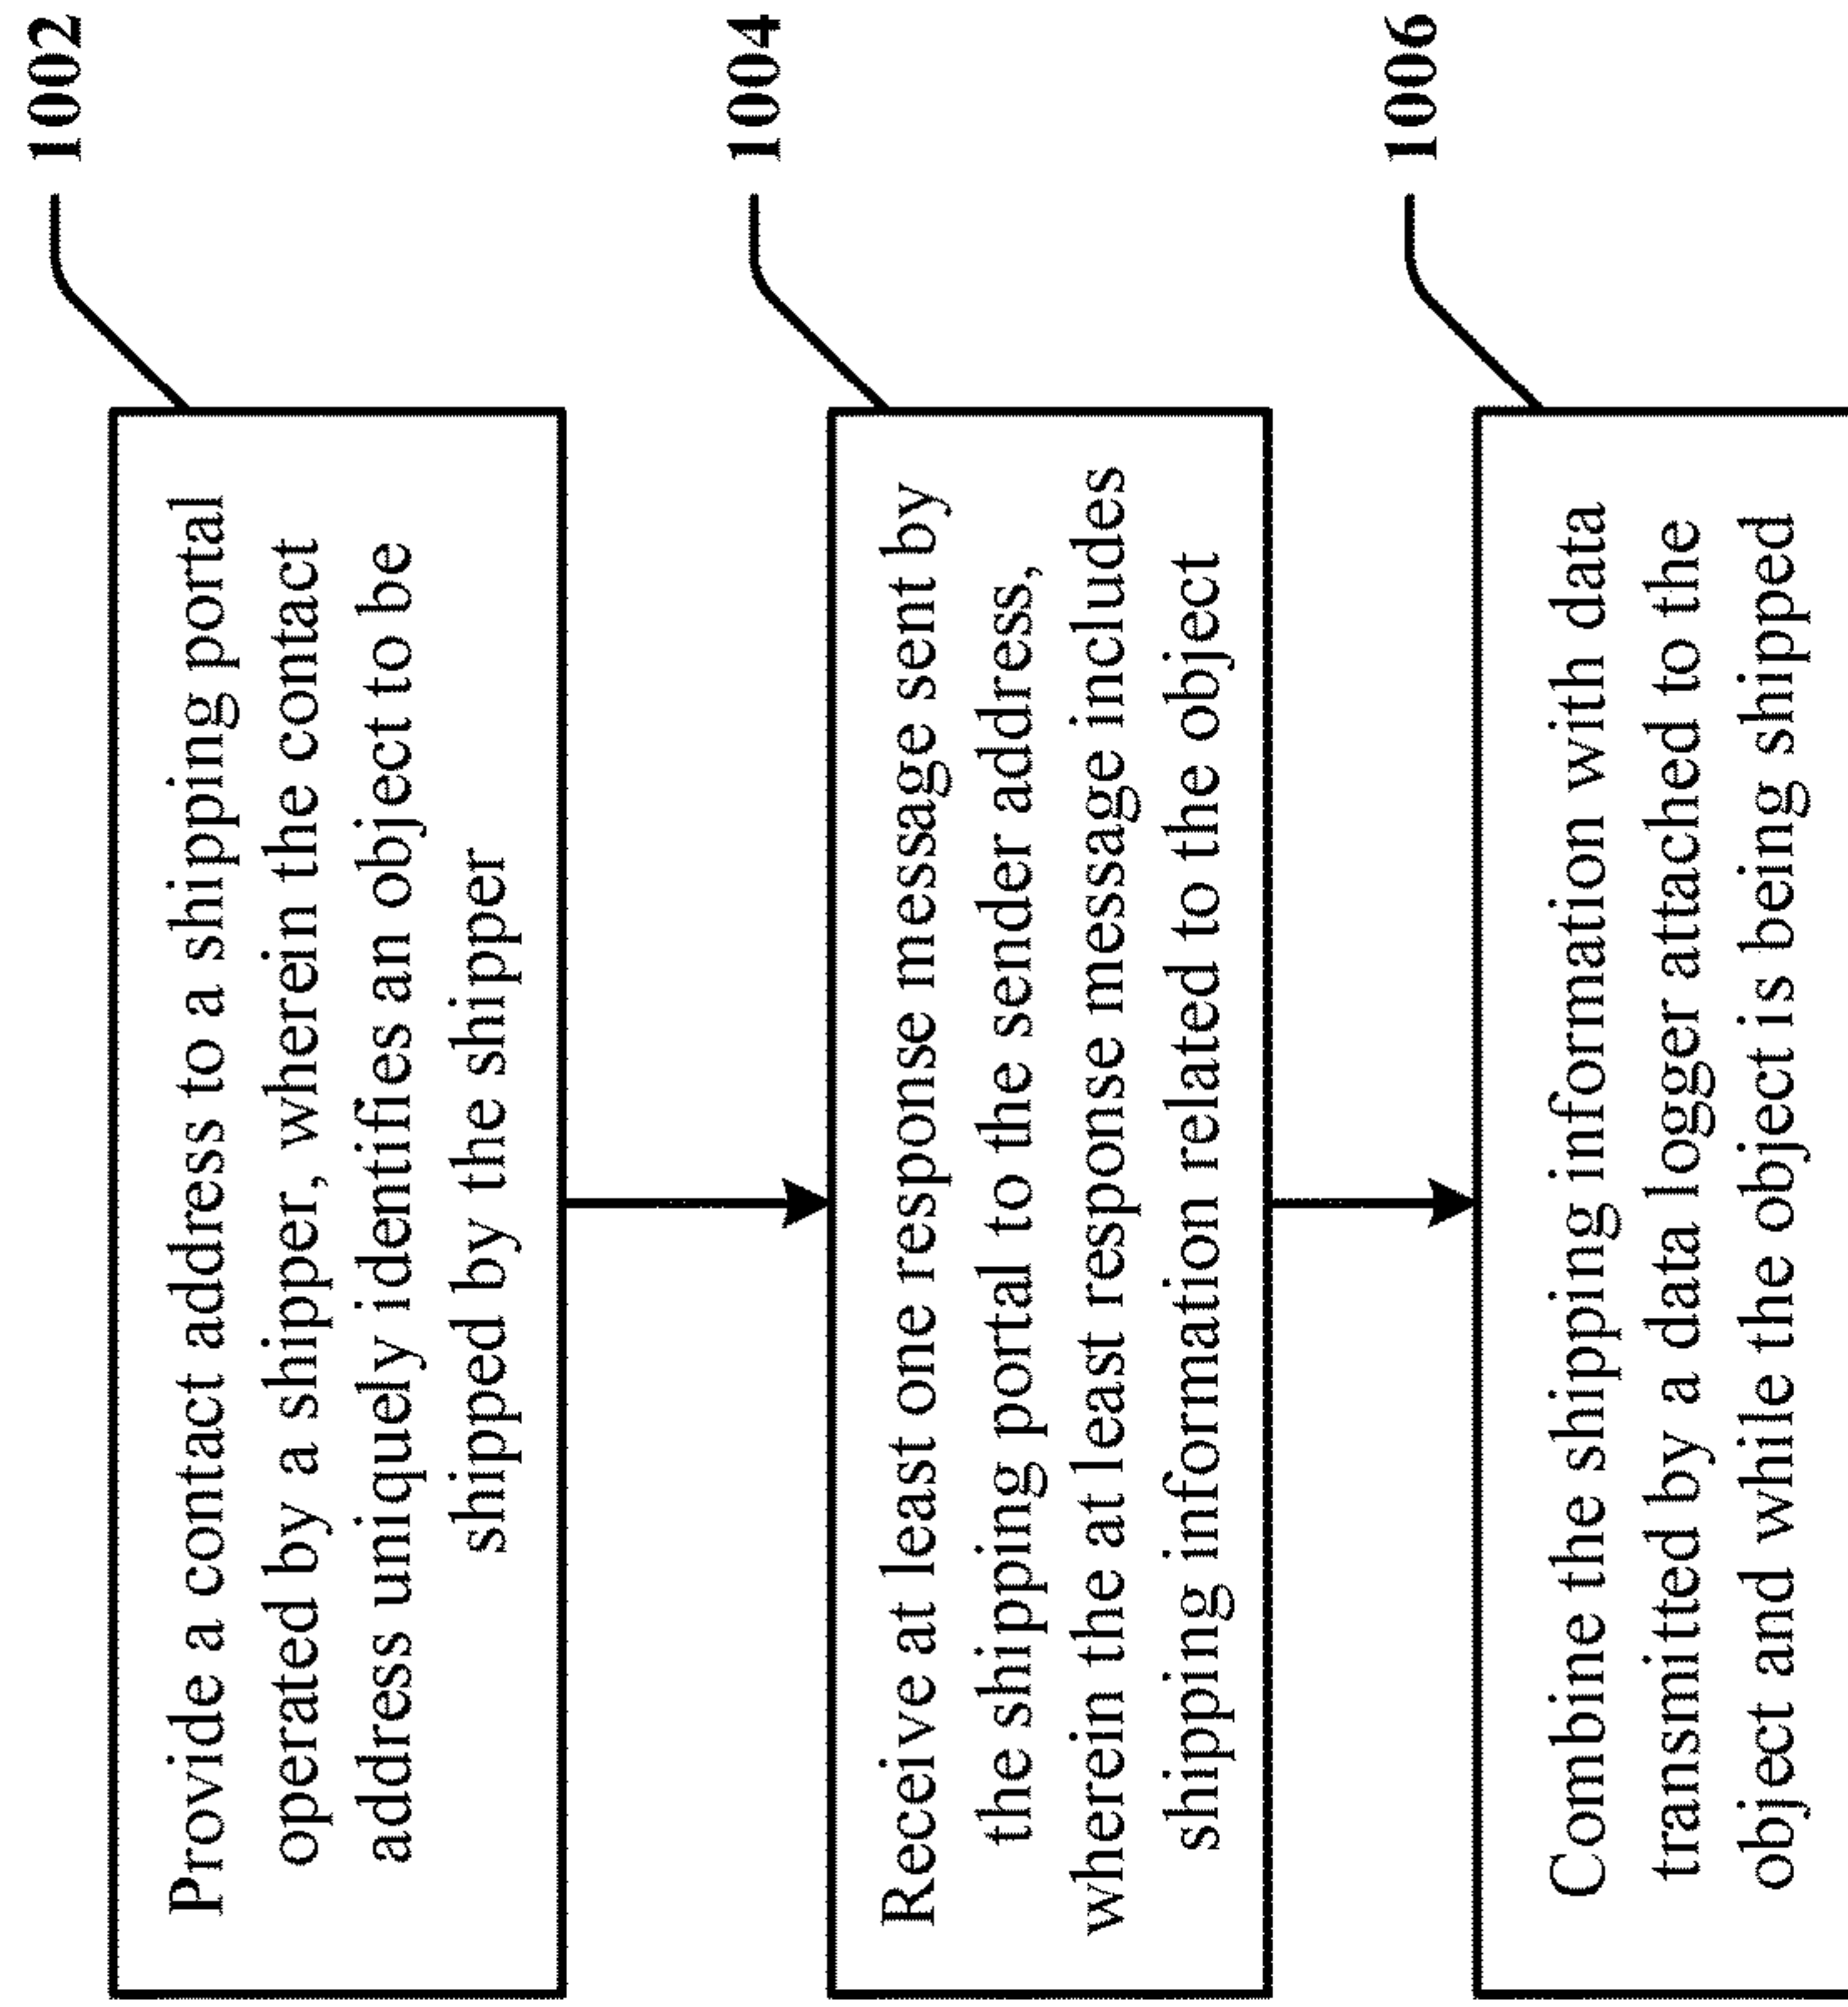 1002
Provide a contact address to a shipping portal
operated by a shipper, wherein the contact
address uniquely identifies an object to be
shipped by the shipper
1004
Receive at least one response message sent by
the shipping portal to the sender address,
wherein the at least response message includes
shipping information related to the object
1006
Combine the shipping information with data
transmitted by a data logger attached to the
object and while the object is being shipped